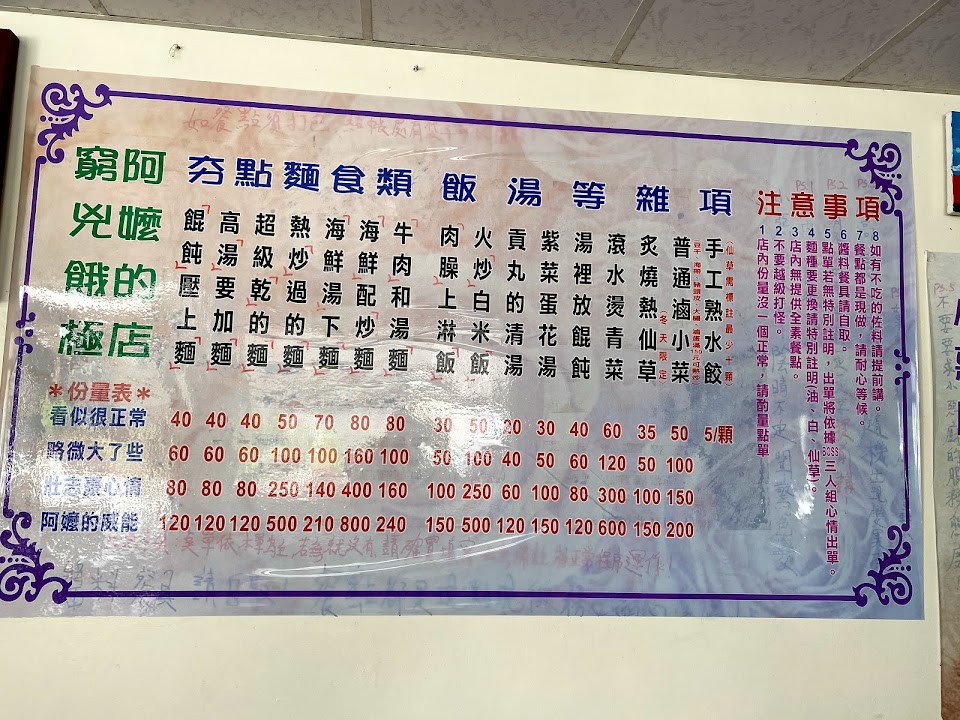 阿嬤的店
窮兇餓極
夯點麵食類
餛飩壓上麵
高湯要加麵
超級乾的麵
熱炒過的麵
海鮮湯下麵
海鮮配炒麵
牛肉和湯麵
飯湯等雜項
肉臊上淋飯
火炒白米飯
貢丸的清湯
紫菜蛋花湯
湯裡放餛飩
滾水燙青菜
炙燒熱仙草
(冬天限定)
普通滷小菜
手工熟水餃
*份量表*
看似很正常 40 40 40 50 70 80 80 30 50 20 30 40 60 35 50 5/顆
略微大了些 60 60 60 100 100 160 100 50 100 40 50 60 120 50 100
壯志豪心情 80 80 80 250 140 400 160 100 250 60 100 80 300 100 150
阿嬤的威能 120 120 120 500 210 800 240 150 500 120 150 120 600 150 200
注意事項
1 店內份量沒一個正常,請酌量點單
2 不要越級打怪。
3 店內無提供全素餐點。
4 麵種要更換請特別註明(油、白、仙草)。
5 點單若無特別註明,出單將依據BOSS三人組心情出單。
6 醬料餐具請自取。
7 餐點都是現做,請耐心等候。
8 如有不吃的佐料請提前講。